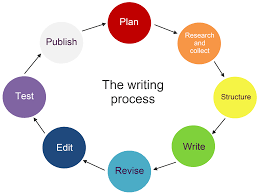 Plan
Research
and
collect
Structure
Write
Revise
Edit
Test
Publish
The writing
process